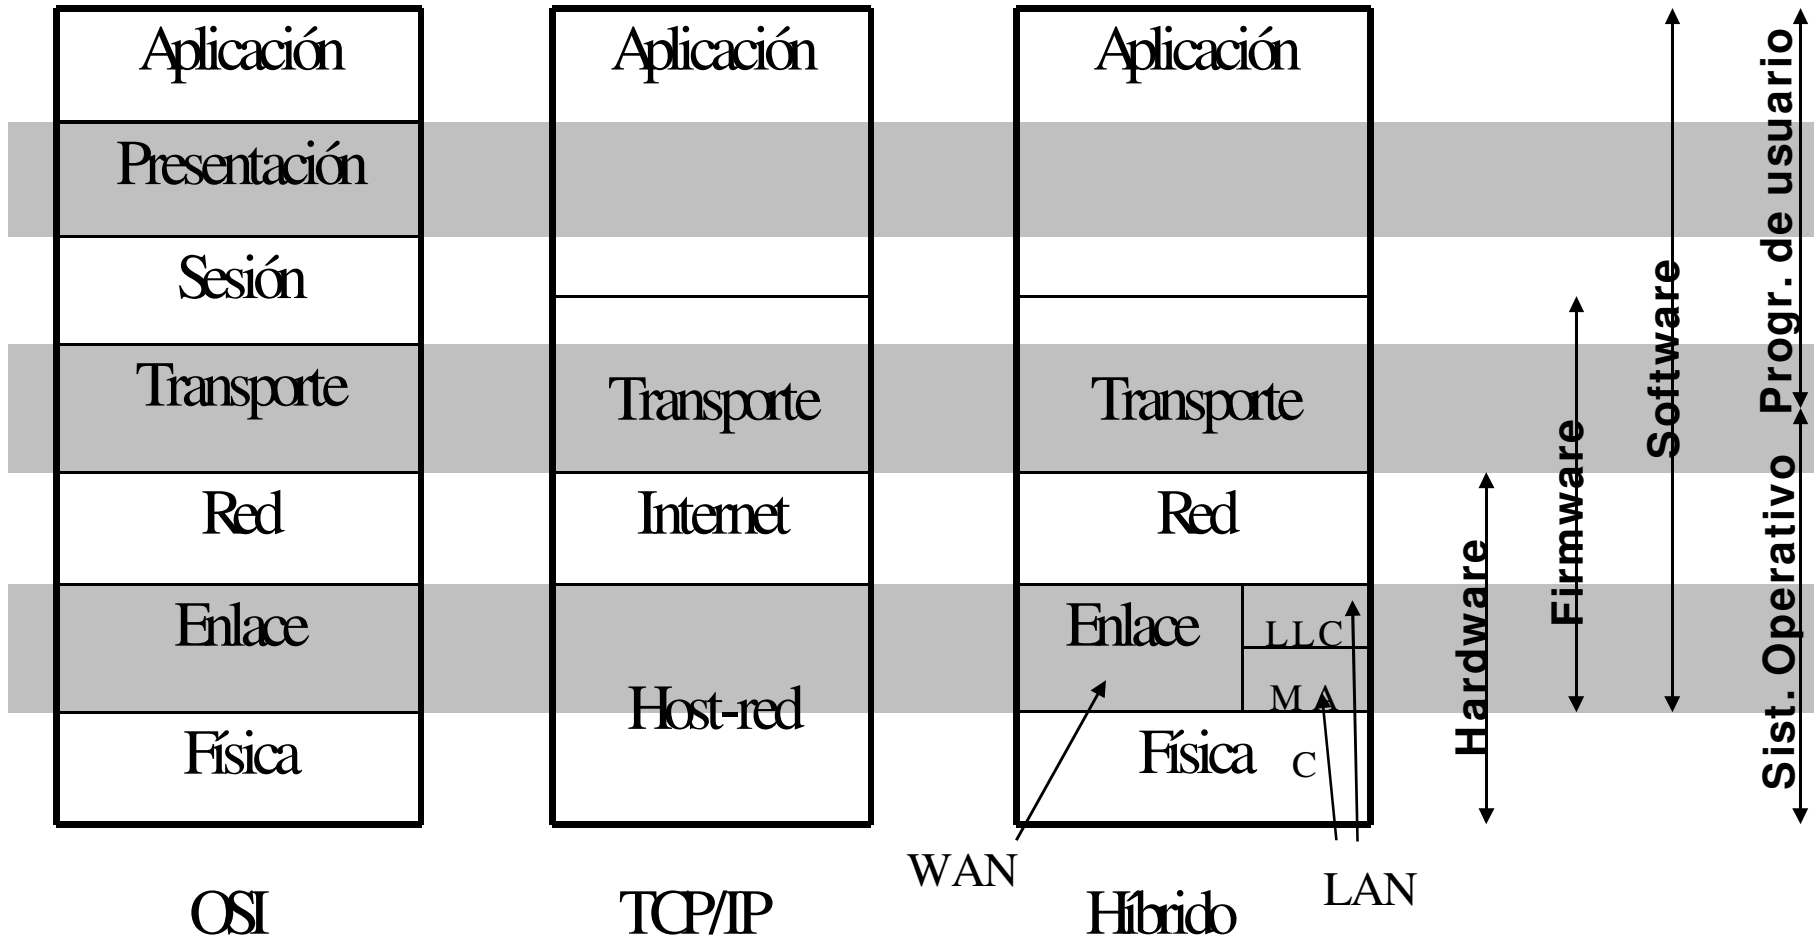 Aplicación
Presentación
Sesión
Transporte
Red
Enlace
Física
OSI
Aplicación
Transporte
Internet
Host-red
TCP/IP
Aplicación
Transporte
Red
Enlace
LLC
MA
C
Física
WAN
LAN
Híbrido
Hardware
Firmware
Software
Progr. de usuario
Sist. Operativo